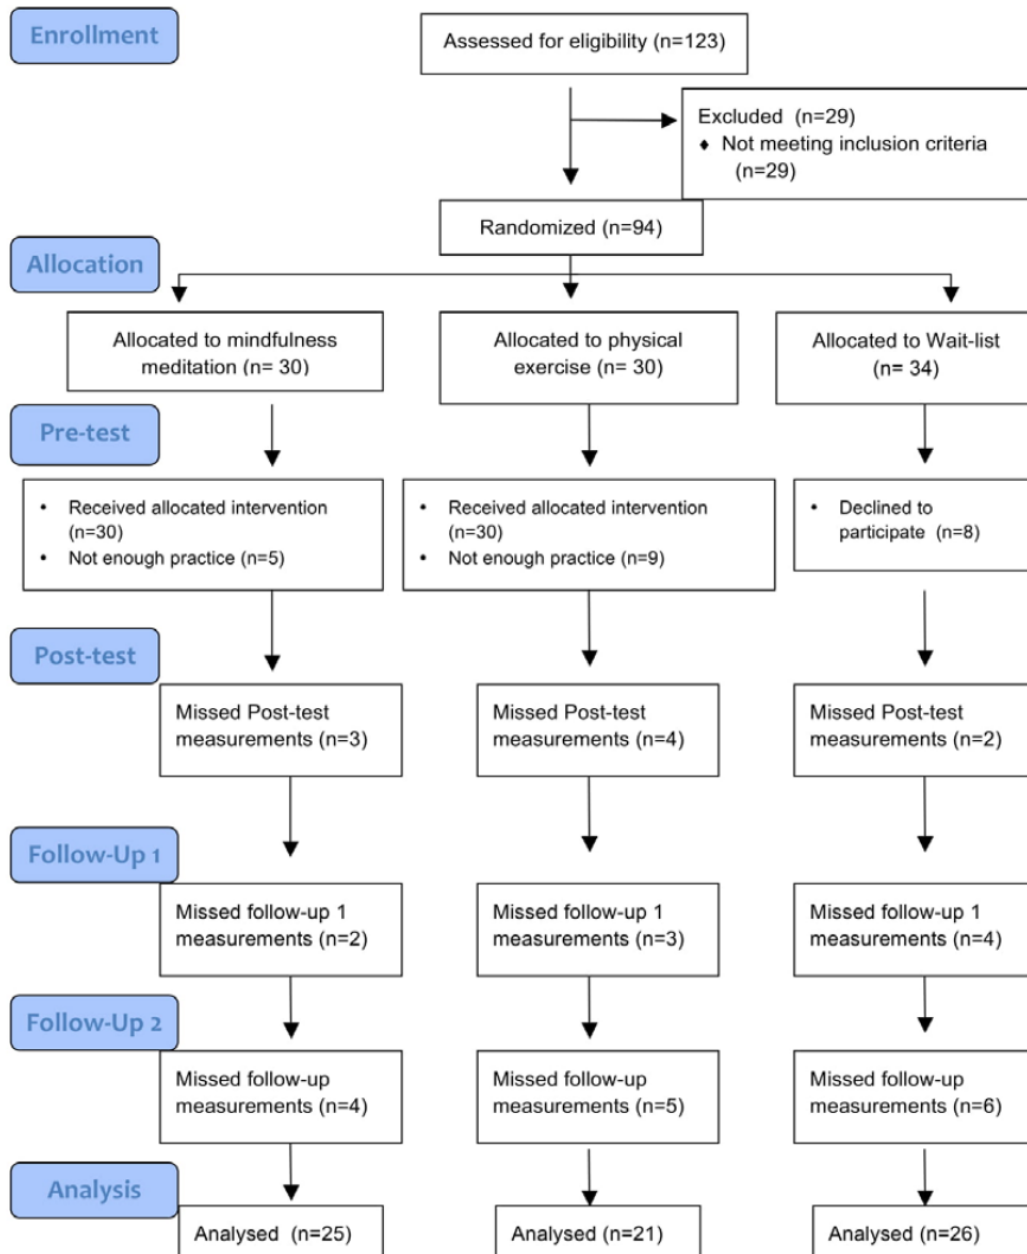 Enrollment
Assessed for eligibility (n=123)
Excluded (n=29)
♦ Not meeting inclusion criteria
(n=29)
Randomized (n=94)
Allocation
Allocated to mindfulness
meditation (n= 30)
Allocated to physical
exercise (n= 30)
Allocated to Wait-list
(n= 34)
Pre-test
• Received allocated intervention
(n=30)
• Not enough practice (n=5)
• Received allocated intervention
(n=30)
• Not enough practice (n=9)
• Declined to
participate (n=8)
Post-test
Missed Post-test
measurements (n=3)
Missed Post-test
measurements (n=4)
Missed Post-test
measurements (n=2)
Follow-Up 1
Missed follow-up 1
measurements (n=2)
Missed follow-up 1
measurements (n=3)
Missed follow-up 1
measurements (n=4)
Follow-Up 2
Missed follow-up
measurements (n=4)
Missed follow-up
measurements (n=5)
Missed follow-up
measurements (n=6)
Analysis
Analysed (n=25)
Analysed (n=21)
Analysed (n=26)